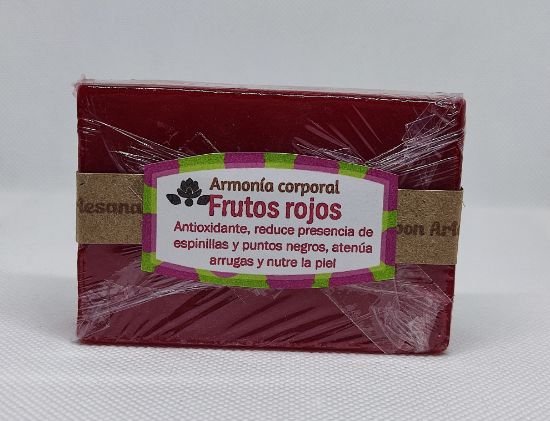 Armonía corporal
Frutos rojos
Antioxidante, reduce presencia de
espinillas y puntos negros, atenúa
arrugas y nutre la piel